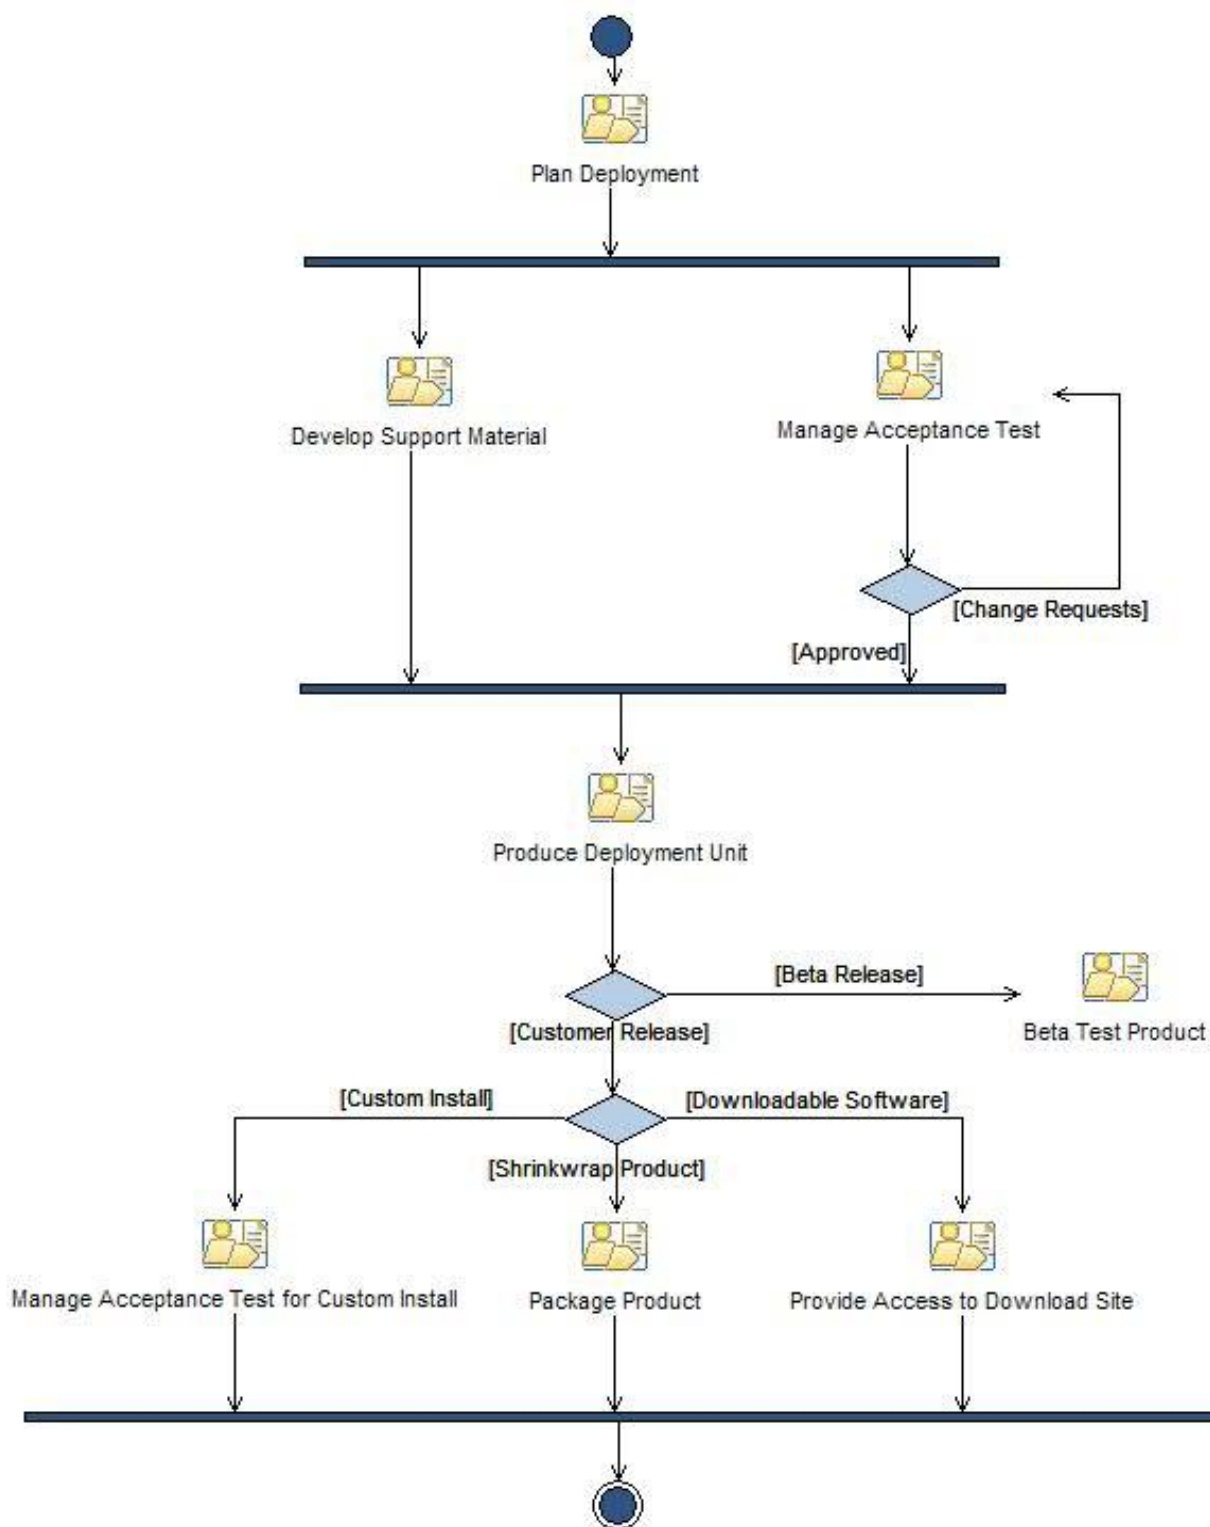 Plan Deployment
Develop Support Material
Manage Acceptance Test
[Change Requests]
[Approved]
Produce Deployment Unit
[Beta Release]
[Customer Release]
Beta Test Product
[Custom Install]
[Downloadable Software]
[Shrinkwrap Product]
Manage Acceptance Test for Custom Install
Package Product
Provide Access to Download Site